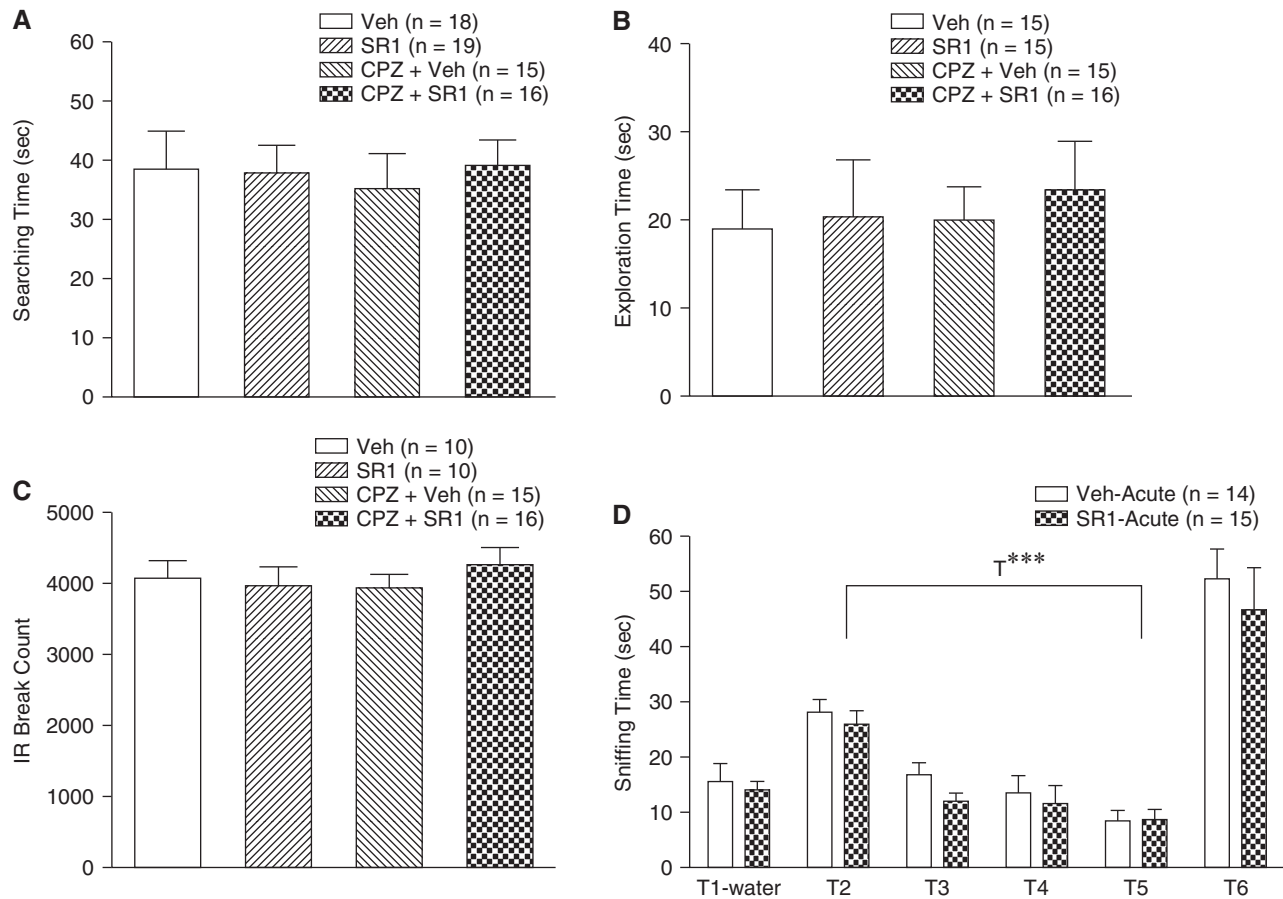 A
Veh (n = 18)
SR1 (n = 19)
CPZ + Veh (n = 15)
CPZ + SR1 (n = 16)
Searching Time (sec)
60
50
40
30
20
10
0
B
Veh (n = 15)
SR1 (n = 15)
CPZ + Veh (n = 15)
CPZ + SR1 (n = 16)
Exploration Time (sec)
40
30
20
10
0
C
Veh (n = 10)
SR1 (n = 10)
CPZ + Veh (n = 15)
CPZ + SR1 (n = 16)
IR Break Count
5000
4000
3000
2000
1000
0
D
Veh-Acute (n = 14)
SR1-Acute (n = 15)
Sniffing Time (sec)
60
50
40
30
20
10
0
T***
T1-water
T2
T3
T4
T5
T6